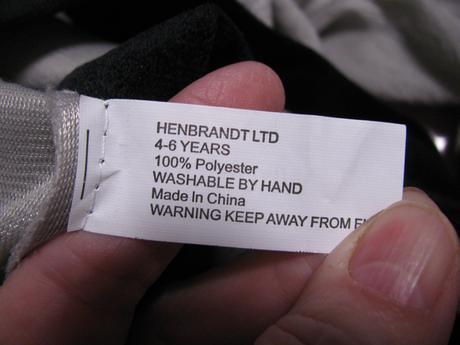 HENBRANDT LTD
4-6 YEARS
100% Polyester
WASHABLE BY HAND
Made In China
WARNING KEEP AWAY FROM